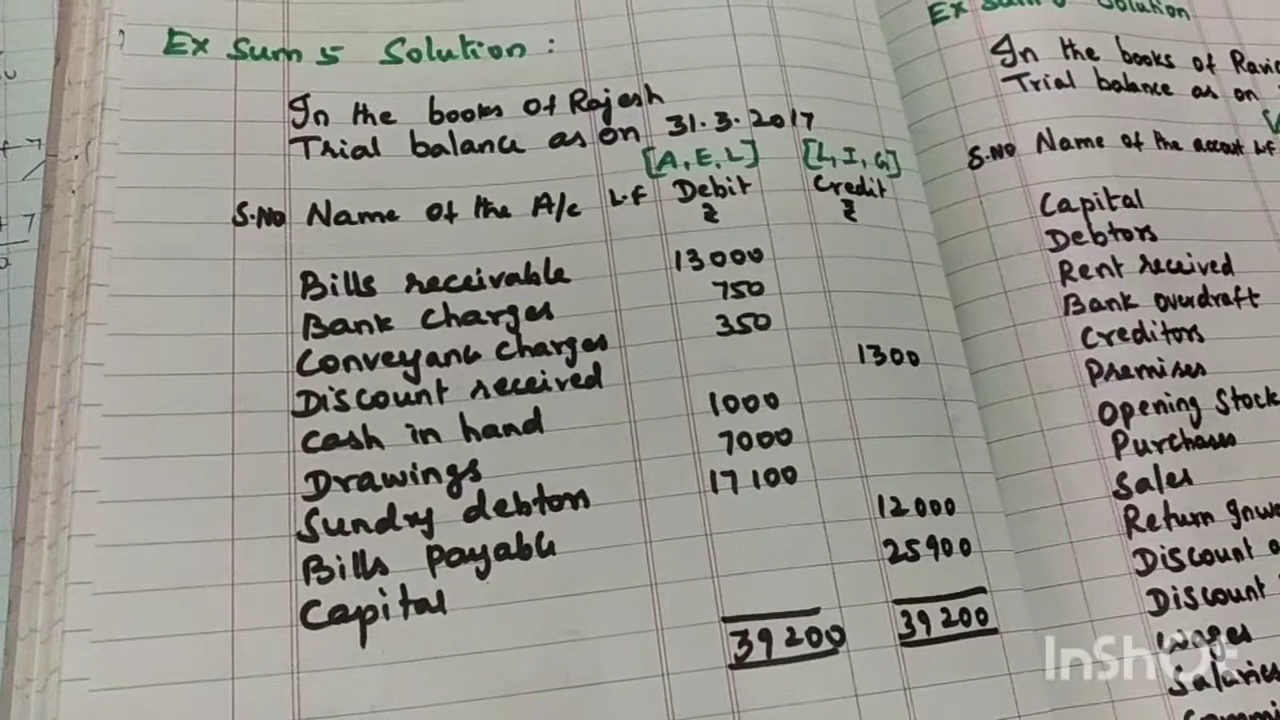 Ex Sum 5 Solution :
In the books of Rajesh
Trial balance as on 31.3.2017
[A, E, L] [L, I, G]
S.No Name of the A/c L.F Debit ₹ Credit ₹
Bills receivable 13000
Bank charges 750
Conveyance charges 350
Discount received 1300
Cash in hand 1000
Drawings 7000
Sundry debtors 17100
Bills payable 12000
Capital 25900
39200 39200
Ex Sum Solution
In the books of
Trial balance as on
S.No Name of the account L.F
Capital
Debtors
Rent received
Bank overdraft
Creditors
Premises
Opening Stock
Purchases
Sales
Return
Discount
Discount
Wages
Salaries
InShot